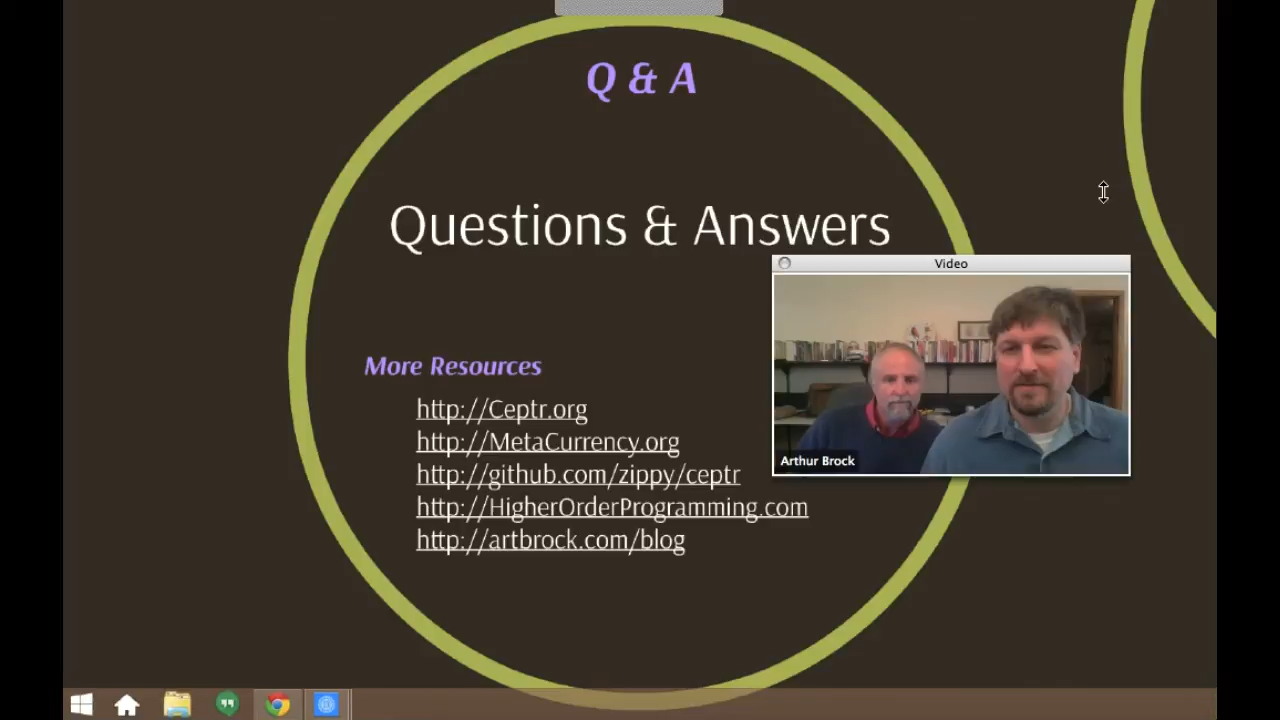 Q & A
Questions & Answers
Video
Arthur Brock
More Resources
http://Ceptr.org
http://MetaCurrency.org
http://github.com/zippy/ceptr
http://HigherOrderProgramming.com
http://artbrock.com/blog